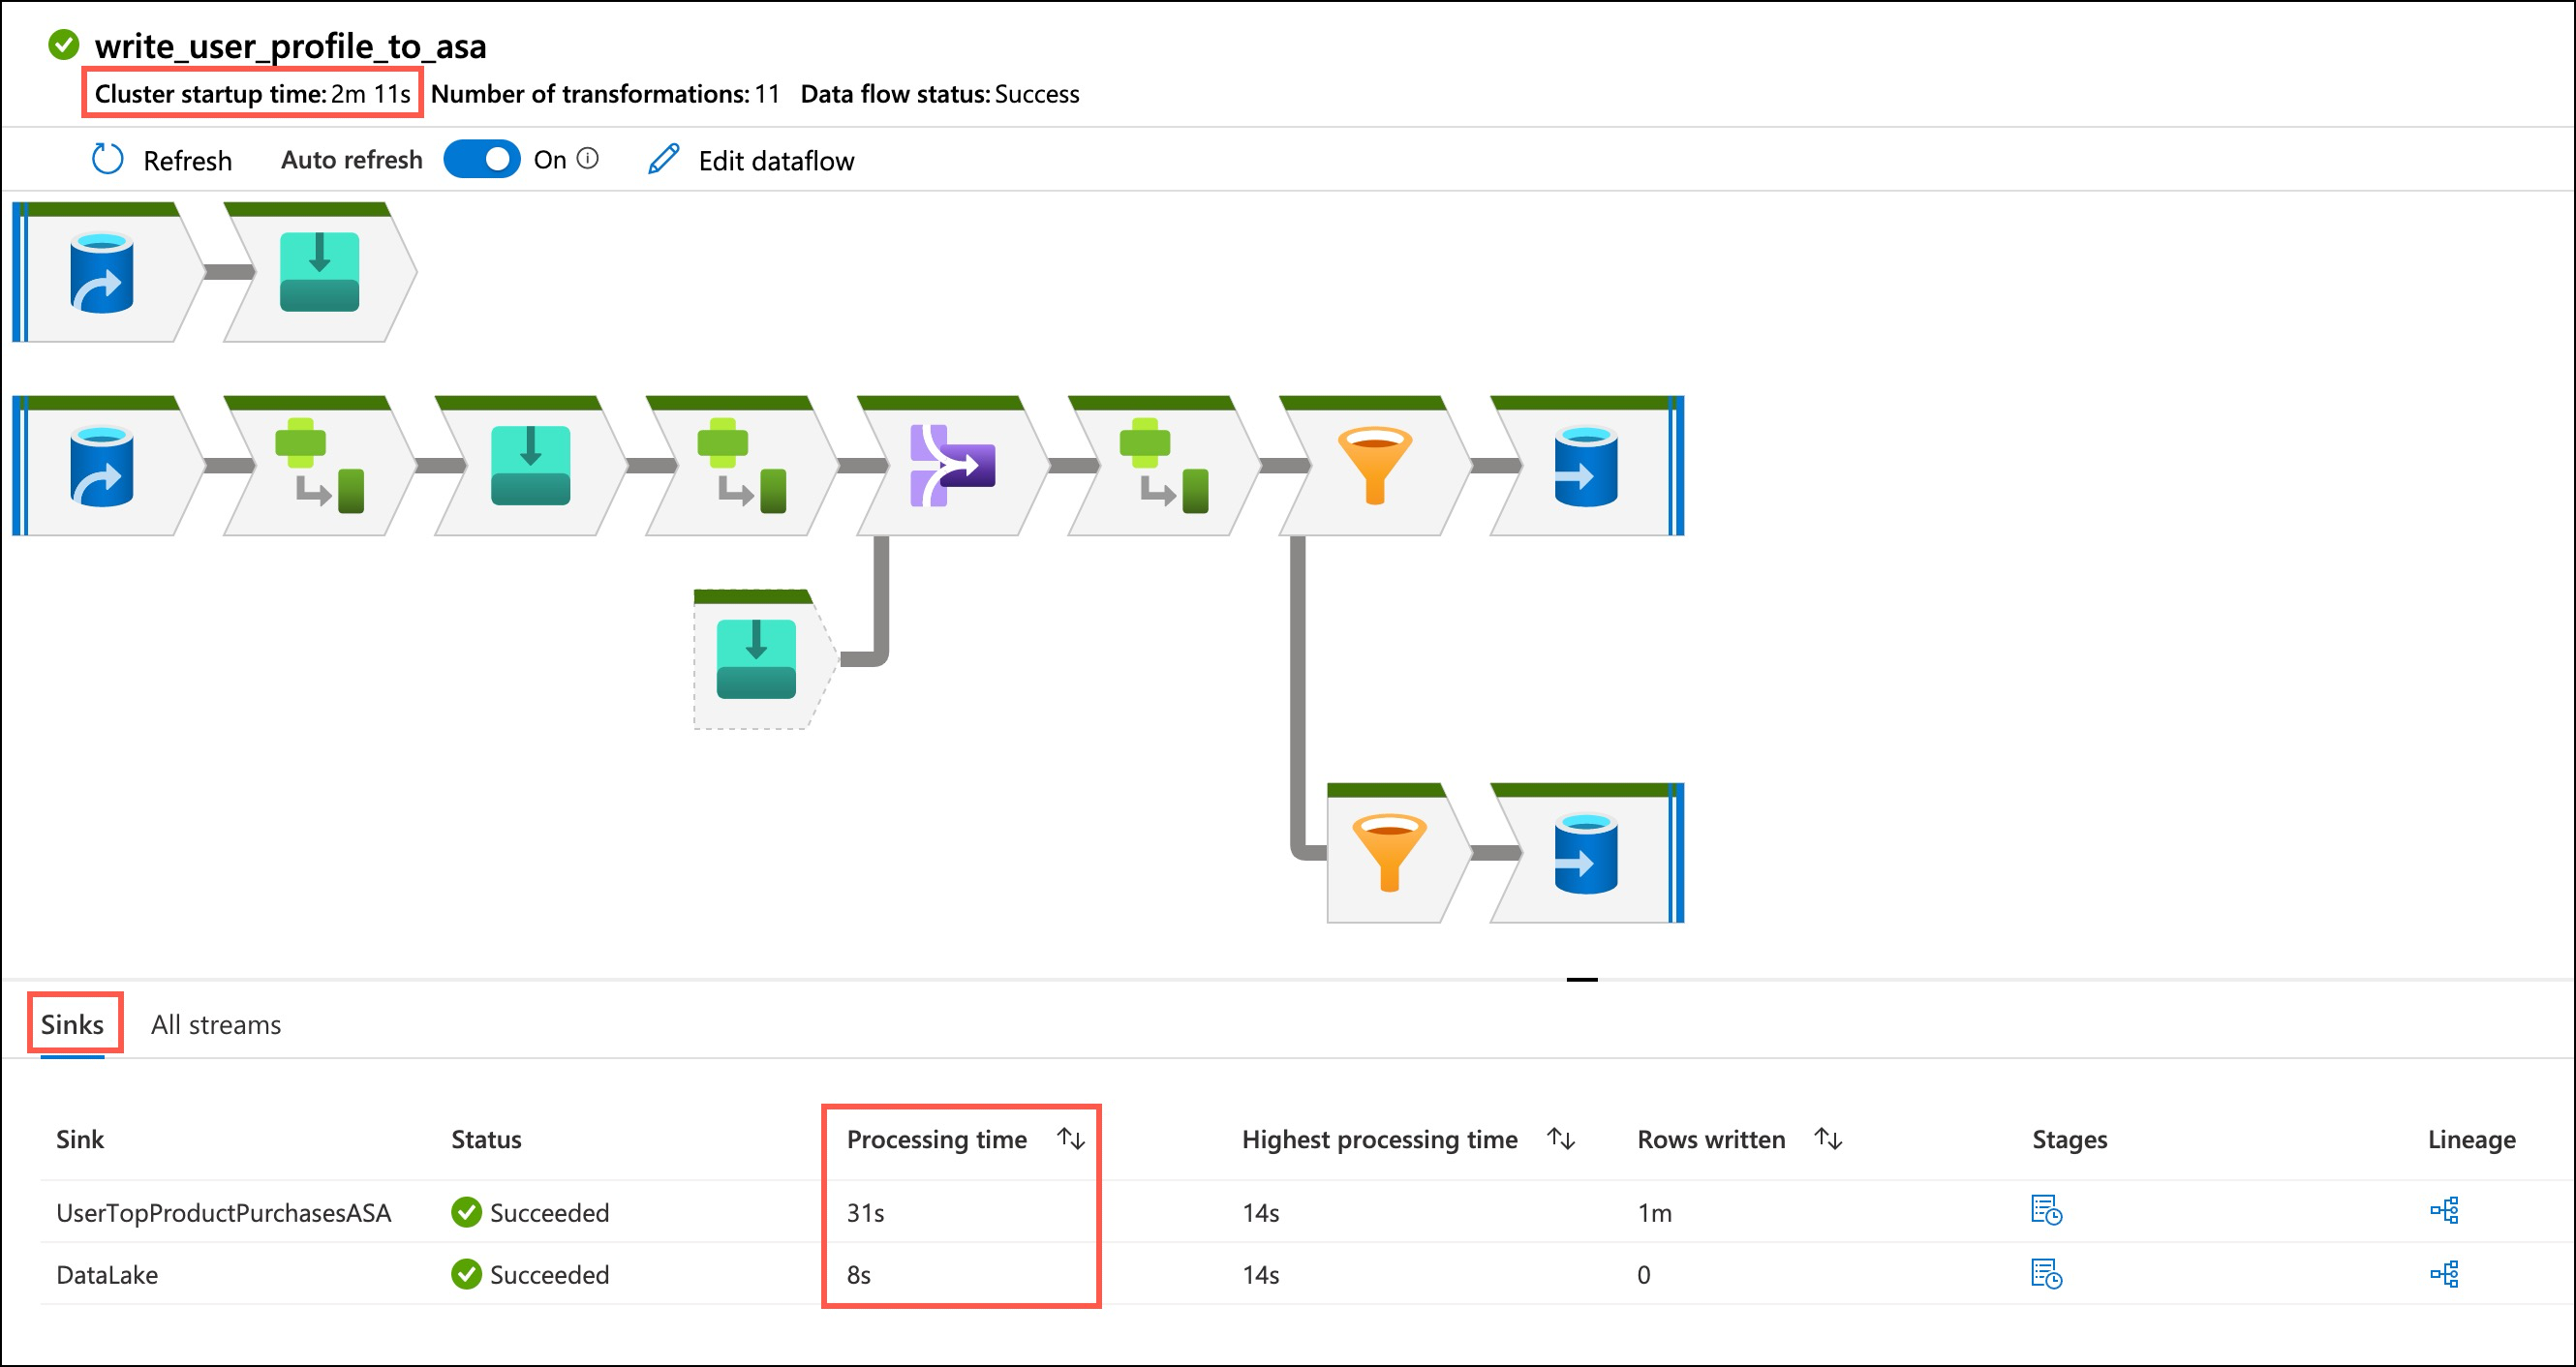 write_user_profile_to_asa
Cluster startup time: 2m 11s Number of transformations: 11 Data flow status: Success
Refresh Auto refresh On Edit dataflow
Sinks All streams
Sink Status Processing time Highest processing time Rows written Stages Lineage
UserTopProductPurchasesASA Succeeded 31s 14s 1m
DataLake Succeeded 8s 14s 0